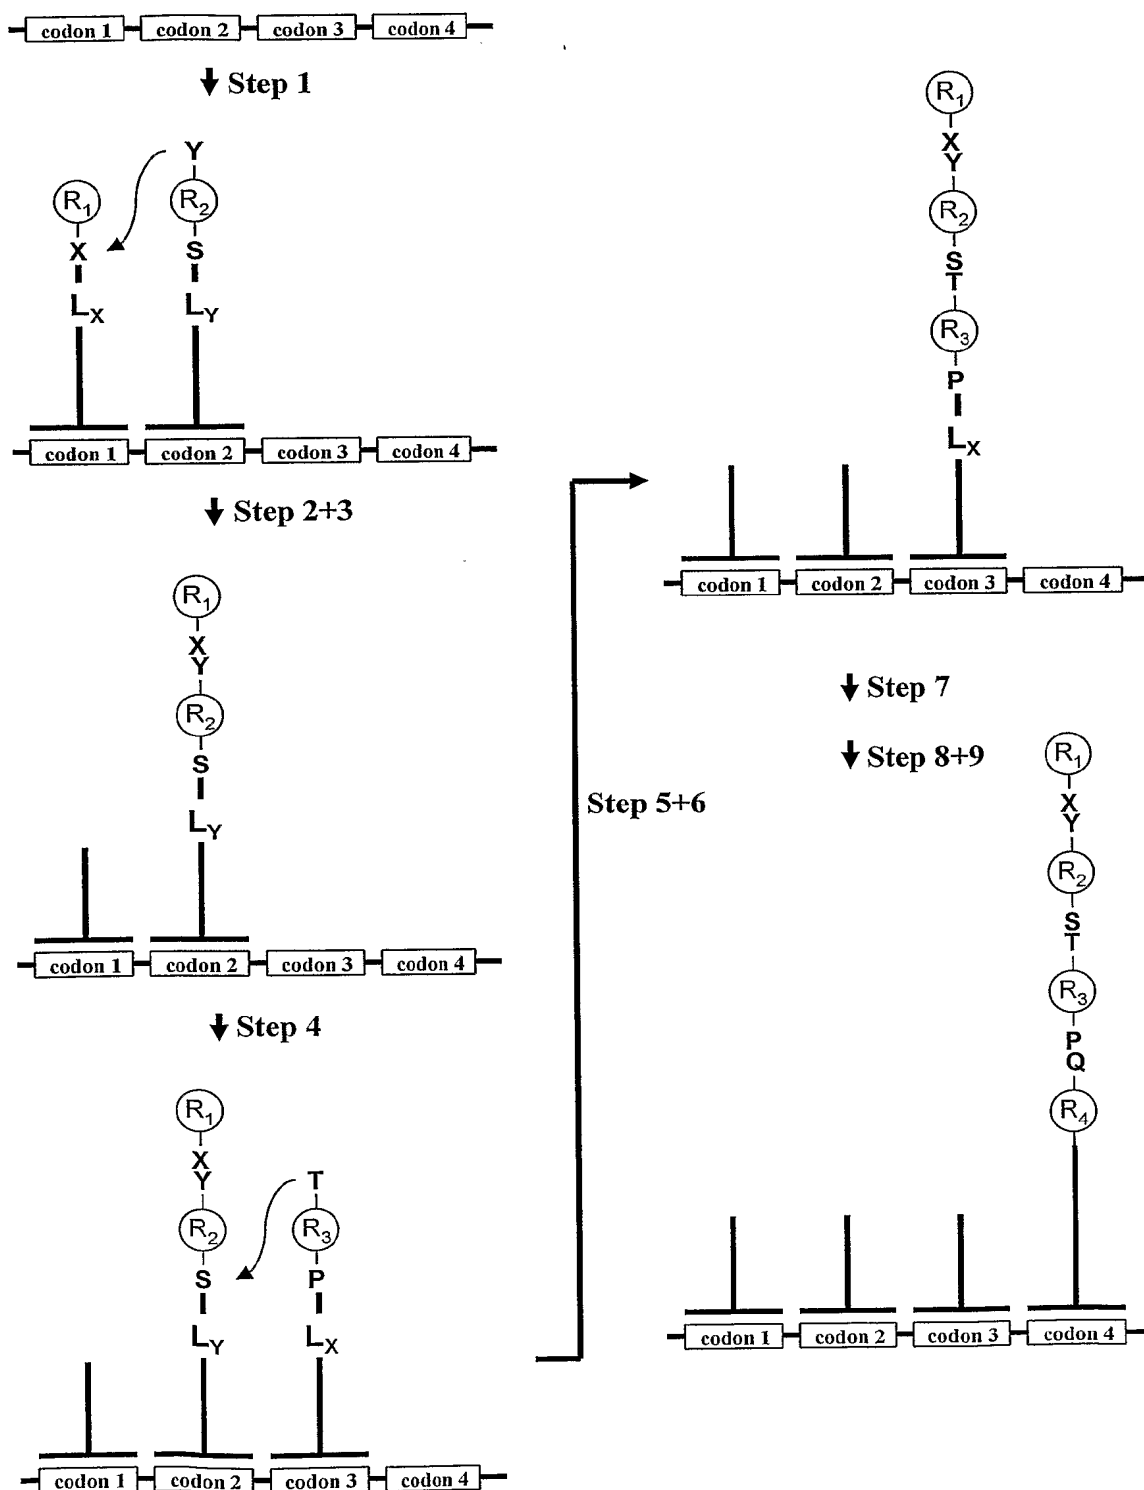 codon 1 codon 2 codon 3 codon 4
Step 1
Y
R1 R2
X S
LX LY
codon 1 codon 2 codon 3 codon 4
Step 2+3
R1
X
Y
R2
S
LY
codon 1 codon 2 codon 3 codon 4
Step 4
R1
X
Y T
R2 R3
S P
LY LX
codon 1 codon 2 codon 3 codon 4
Step 5+6
R1
X
Y
R2
S
T
R3
P
LX
codon 1 codon 2 codon 3 codon 4
Step 7
Step 8+9
R1
X
Y
R2
S
T
R3
P
Q
R4
codon 1 codon 2 codon 3 codon 4